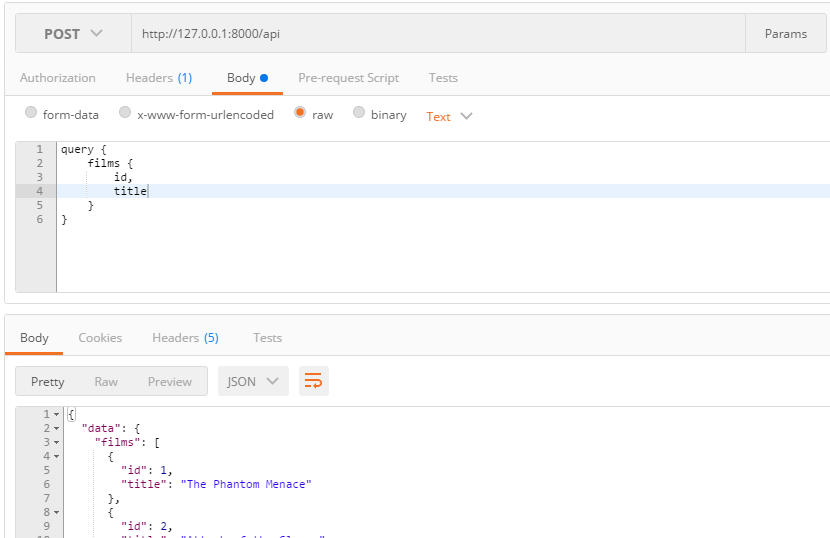 POST http://127.0.0.1:8000/api Params
Authorization Headers (1) Body Pre-request Script Tests
form-data x-www-form-urlencoded raw binary Text
1 query {
2 films {
3 id,
4 title
5 }
6 }
Body Cookies Headers (5) Tests
Pretty Raw Preview JSON
1 {
2 "data": {
3 "films": [
4 {
5 "id": 1,
6 "title": "The Phantom Menace"
7 },
8 {
9 "id": 2,